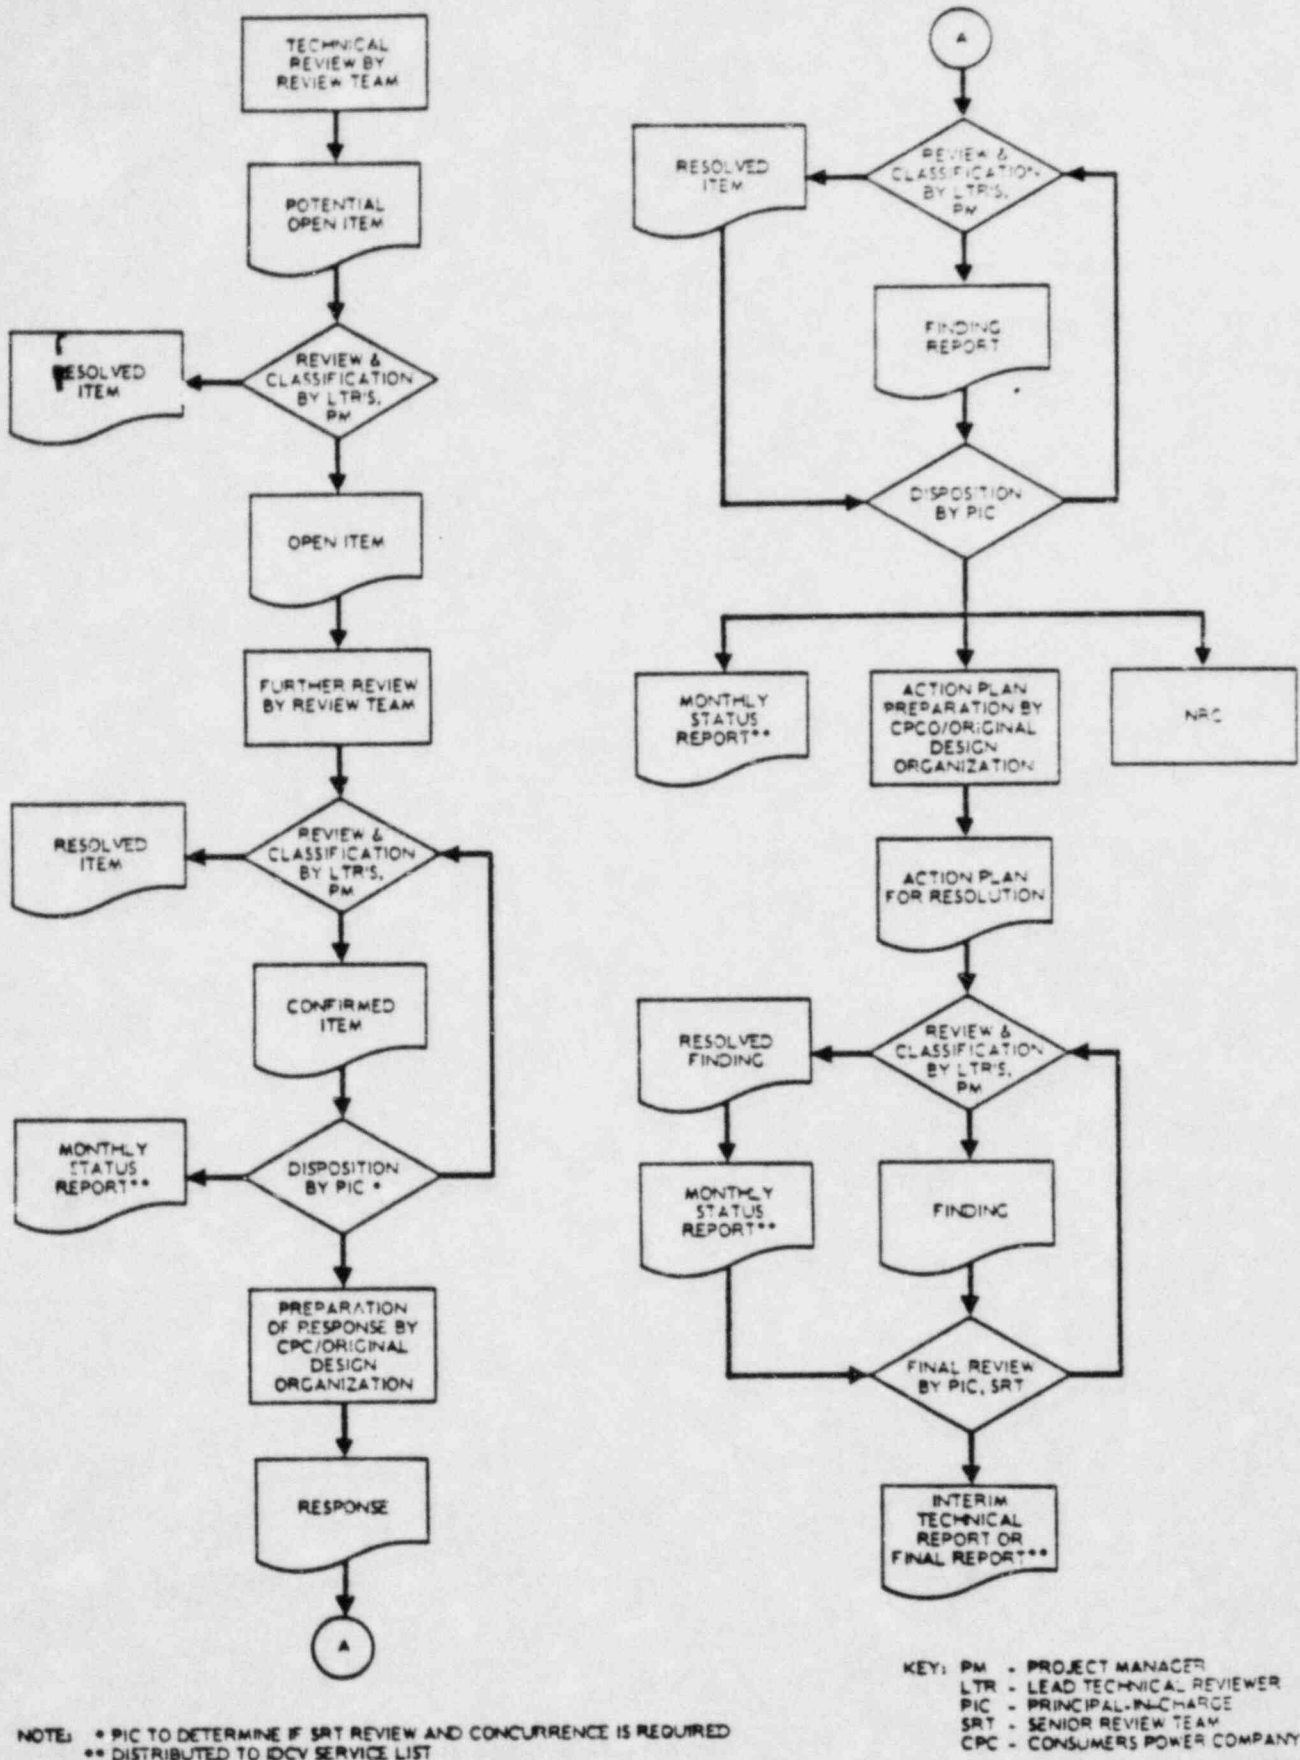 TECHNICAL
REVIEW BY
REVIEW TEAM
POTENTIAL
OPEN ITEM
REVIEW &
CLASSIFICATION
BY LTR'S,
PM
RESOLVED
ITEM
OPEN ITEM
FURTHER REVIEW
BY REVIEW TEAM
REVIEW &
CLASSIFICATION
BY LTR'S,
PM
RESOLVED
ITEM
CONFIRMED
ITEM
DISPOSITION
BY PIC *
MONTHLY
STATUS
REPORT**
PREPARATION
OF RESPONSE BY
CPC/ORIGINAL
DESIGN
ORGANIZATION
RESPONSE
A
A
REVIEW &
CLASSIFICATION
BY LTR'S,
PM
RESOLVED
ITEM
FINDING
REPORT
DISPOSITION
BY PIC
MONTHLY
STATUS
REPORT**
ACTION PLAN
PREPARATION BY
CPCO/ORIGINAL
DESIGN
ORGANIZATION
NRC
ACTION PLAN
FOR RESOLUTION
REVIEW &
CLASSIFICATION
BY LTR'S,
PM
RESOLVED
FINDING
MONTHLY
STATUS
REPORT**
FINDING
FINAL REVIEW
BY PIC, SRT
INTERIM
TECHNICAL
REPORT OR
FINAL REPORT**
KEY: PM - PROJECT MANAGER
LTR - LEAD TECHNICAL REVIEWER
PIC - PRINCIPAL-IN-CHARGE
SRT - SENIOR REVIEW TEAM
CPC - CONSUMERS POWER COMPANY
NOTE: * PIC TO DETERMINE IF SRT REVIEW AND CONCURRENCE IS REQUIRED
** DISTRIBUTED TO IDCV SERVICE LIST